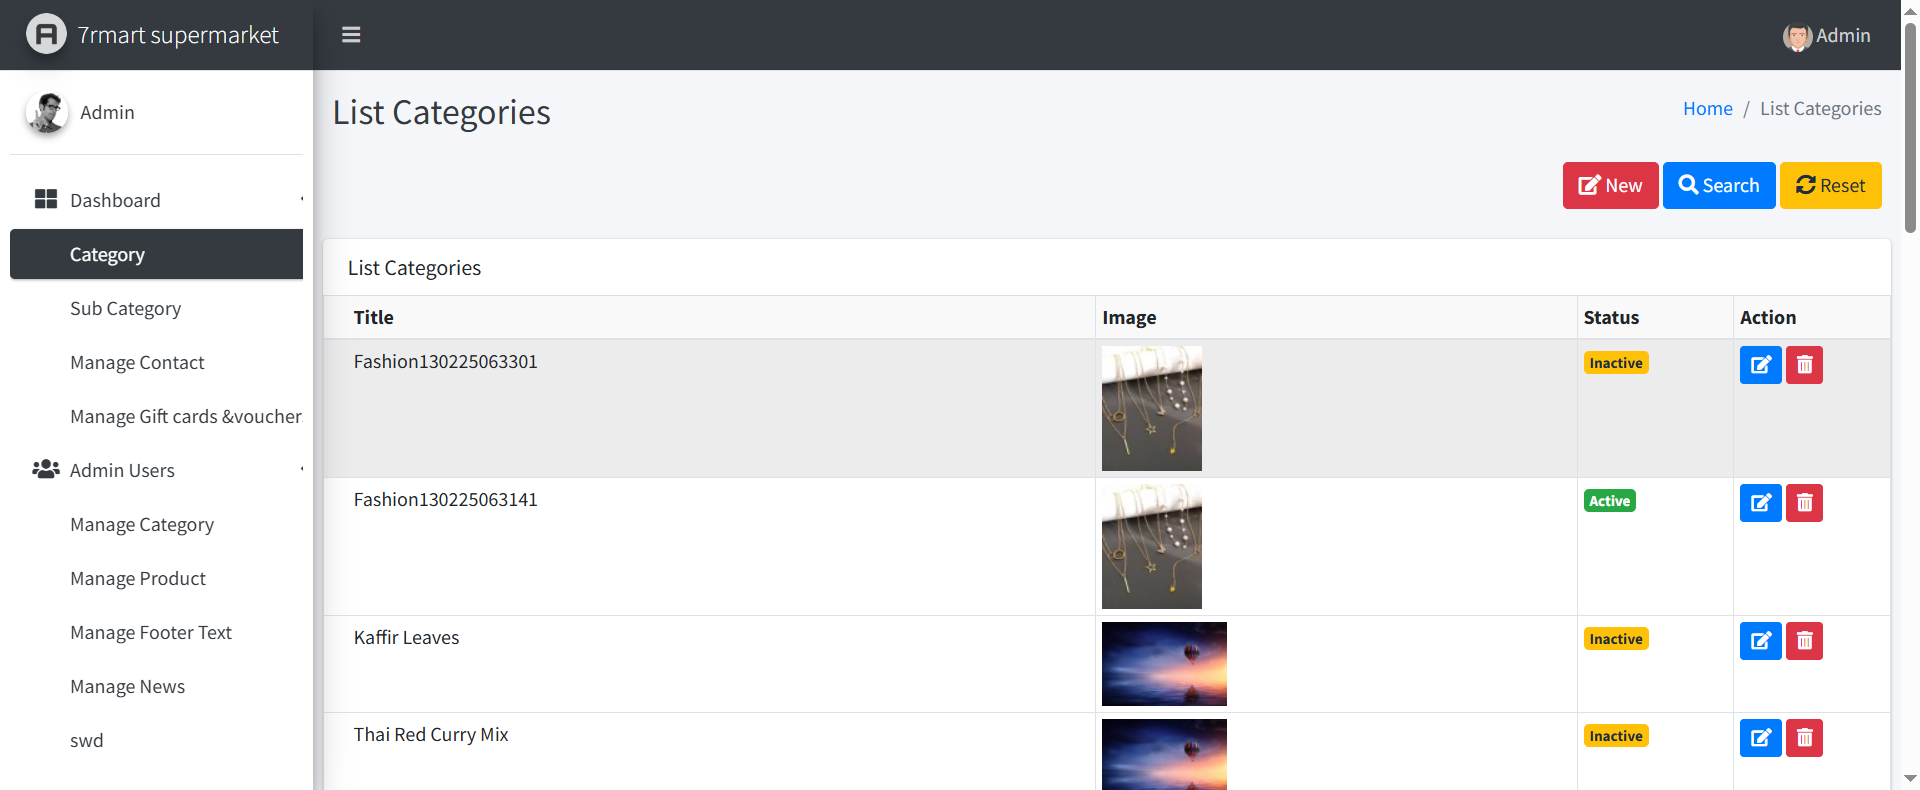 7rmart supermarket
Admin
Admin
List Categories
Home / List Categories
New
Search
Reset
Dashboard
Category
Sub Category
Manage Contact
Manage Gift cards &voucher
Admin Users
Manage Category
Manage Product
Manage Footer Text
Manage News
swd
List Categories
Title Image Status Action
Fashion130225063301 Inactive
Fashion130225063141 Active
Kaffir Leaves Inactive
Thai Red Curry Mix Inactive